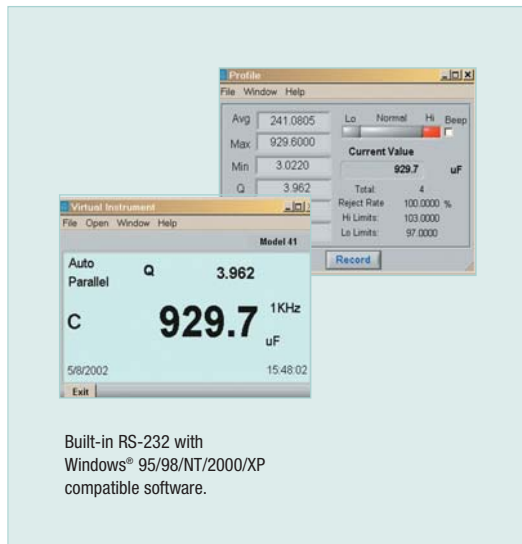 Profile
File Window Help
Avg 241.0805
Max 929.6000
Min 3.0220
Q 3.962
Lo Normal Hi Beep
Current Value
929.7 uF
Total: 4
Reject Rate 100.0000 %
Hi Limits: 103.0000
Lo Limits: 97.0000
Record
Virtual Instrument
File Open Window Help
Model 41
Auto
Parallel
Q 3.962
C 929.7 1KHz
uF
5/8/2002 15:48:02
Exit
Built-in RS-232 with
Windows® 95/98/NT/2000/XP
compatible software.